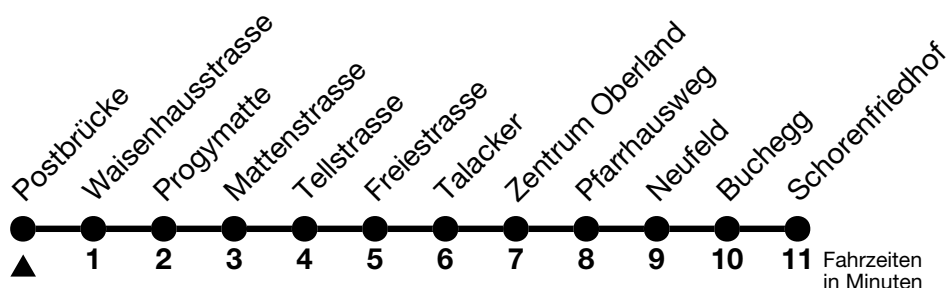 Postbrücke
Waisenhausstrasse
Progymatte
Mattenstrasse
Tellstrasse
Freiestrasse
Talacker
Zentrum Oberland
Pfarrhausweg
Neufeld
Buchegg
Schorenfriedhof
1 2 3 4 5 6 7 8 9 10 11 Fahrzeiten
in Minuten